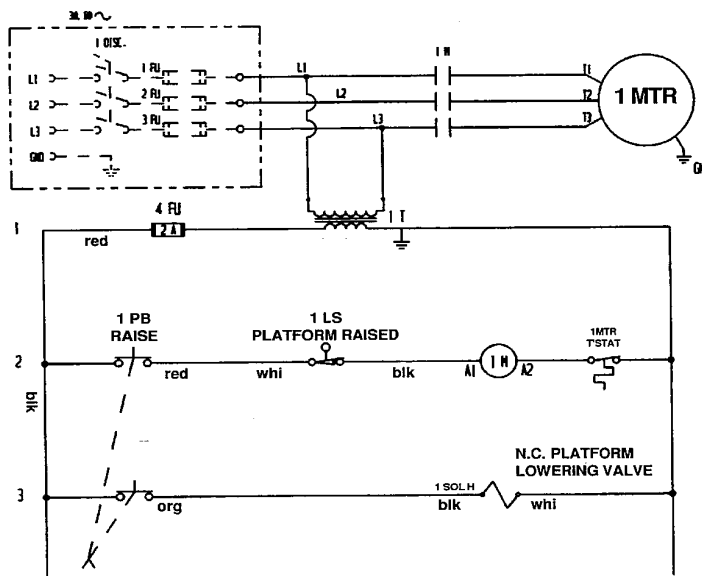 1 DISC.
L1 1 FU L1 1 M T1
L2 2 FU L2 T2 1 MTR
L3 3 FU L3 T3
GND
4 FU 1 T
1 red 2 A
1 PB 1 LS
RAISE PLATFORM RAISED 1MTR
T'STAT
2 red whi blk A1 1 M A2
blk
N.C. PLATFORM
LOWERING VALVE
3 org 1 SOL H
blk whi